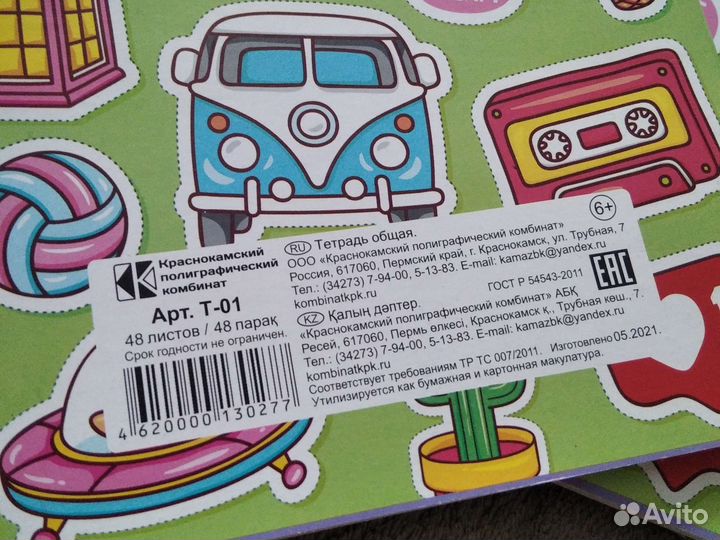 Краснокамский
полиграфический
комбинат
Арт. Т-01
48 листов / 48 парақ
Срок годности не ограничен.
4 620000 130277
RU Тетрадь общая.
ООО «Краснокамский полиграфический комбинат»
Россия, 617060, Пермский край, г. Краснокамск, ул. Трубная, 7
Тел.: (34273) 7-94-00, 5-13-83. E-mail: kamazbk@yandex.ru
kombinatkpk.ru
ГОСТ Р 54543-2011
KZ Қалың дәптер.
«Краснокамский полиграфический комбинат» АБҚ
Ресей, 617060, Пермь өлкесі, Краснокамск қ., Трубная көш., 7.
Тел.: (34273) 7-94-00, 5-13-83. E-mail: kamazbk@yandex.ru
kombinatkpk.ru
Соответствует требованиям ТР ТС 007/2011. Изготовлено 05.2021.
Утилизируется как бумажная и картонная макулатура.
6+
EAC
1
Avito